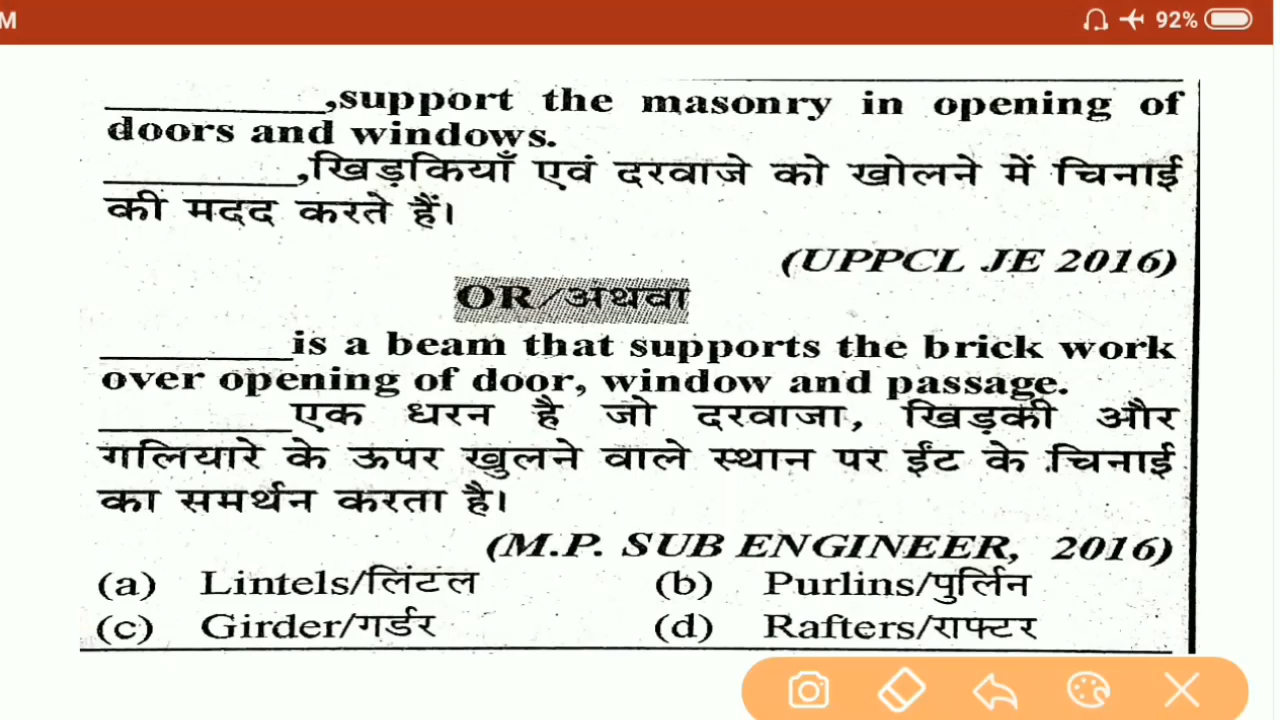 M 92%
__________,support the masonry in opening of
doors and windows.
__________,खिड़कियाँ एवं दरवाजे को खोलने में चिनाई
की मदद करते हैं।
(UPPCL JE 2016)
OR/अथवा
__________is a beam that supports the brick work
over opening of door, window and passage.
__________एक धरन है जो दरवाजा, खिड़की और
गलियारे के ऊपर खुलने वाले स्थान पर ईंट के चिनाई
का समर्थन करता है।
(M.P. SUB ENGINEER, 2016)
(a) Lintels/लिंटल (b) Purlins/पुर्लिन
(c) Girder/गर्डर (d) Rafters/राफ्टर